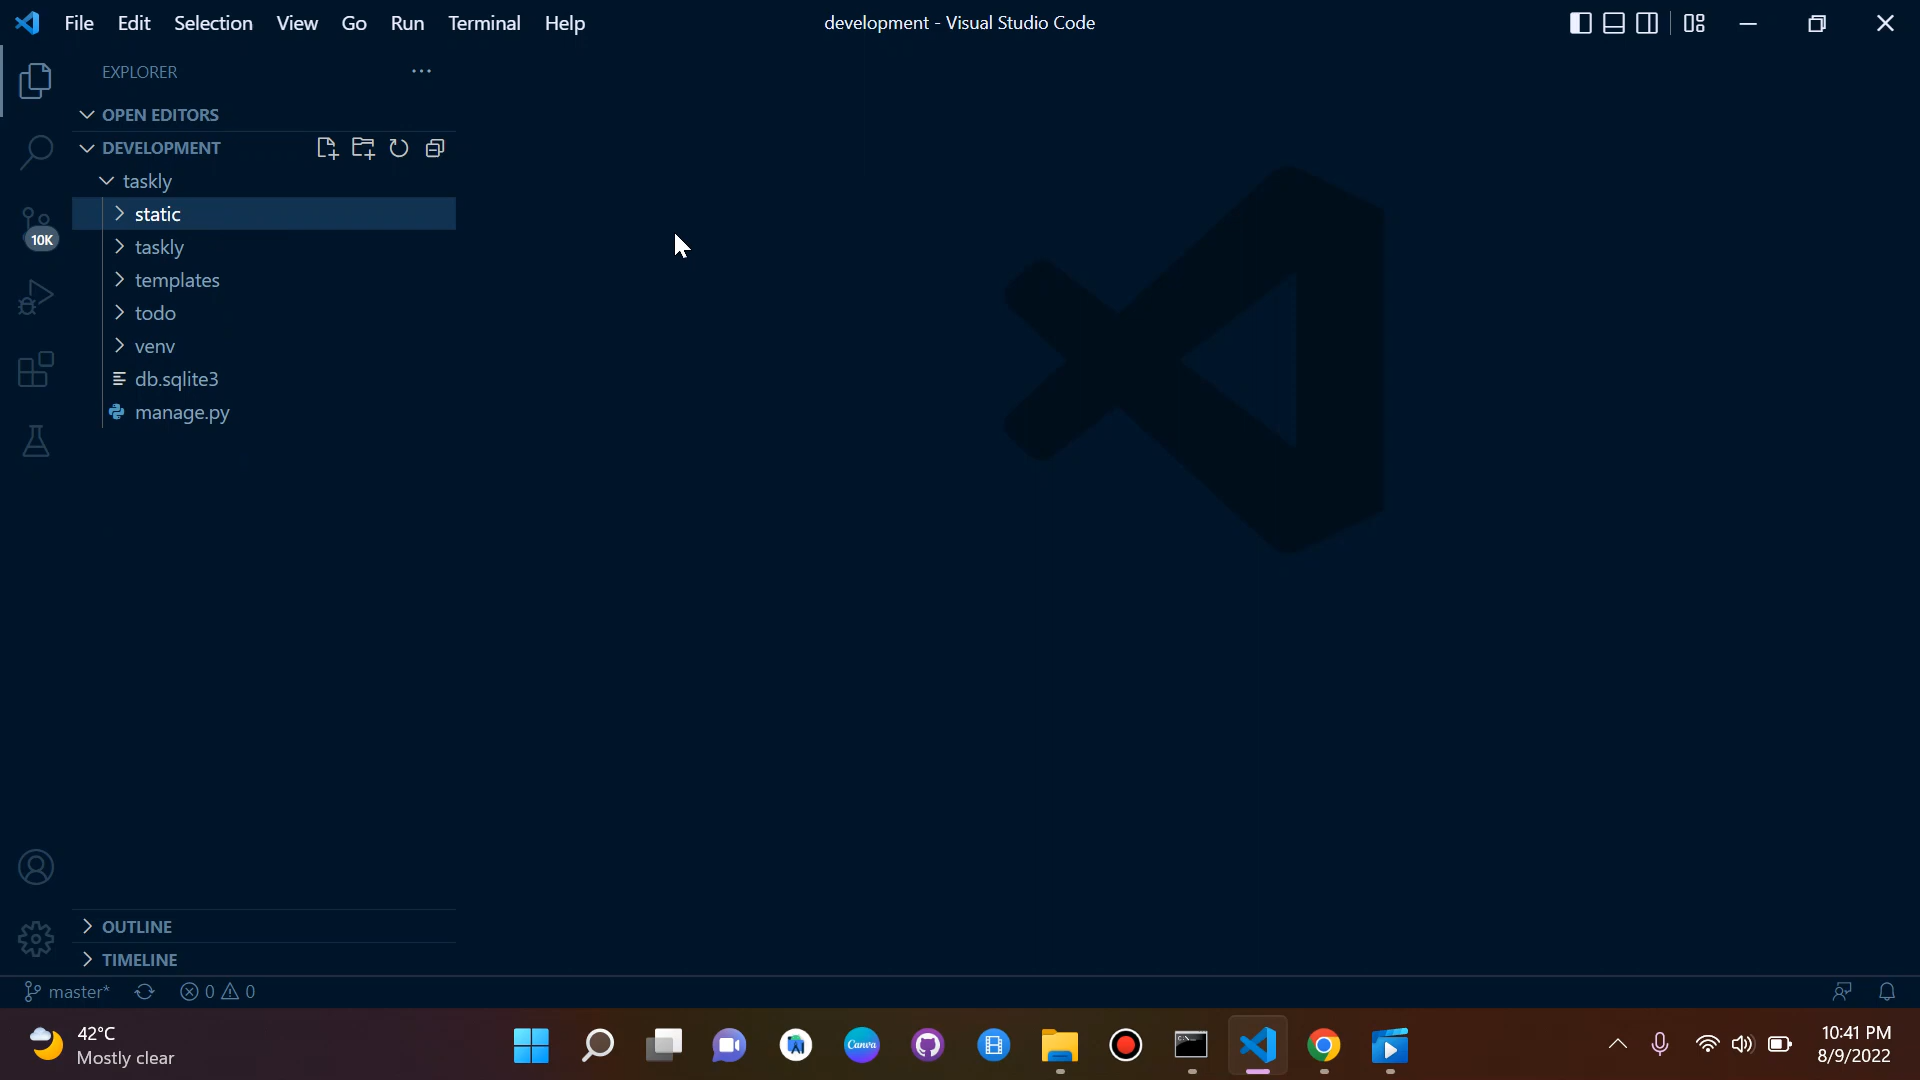 File Edit Selection View Go Run Terminal Help
development - Visual Studio Code
EXPLORER
OPEN EDITORS
DEVELOPMENT
taskly
static
taskly
templates
todo
venv
db.sqlite3
manage.py
10K
OUTLINE
TIMELINE
master* 0 0
42°C
Mostly clear
Canva
10:41 PM
8/9/2022